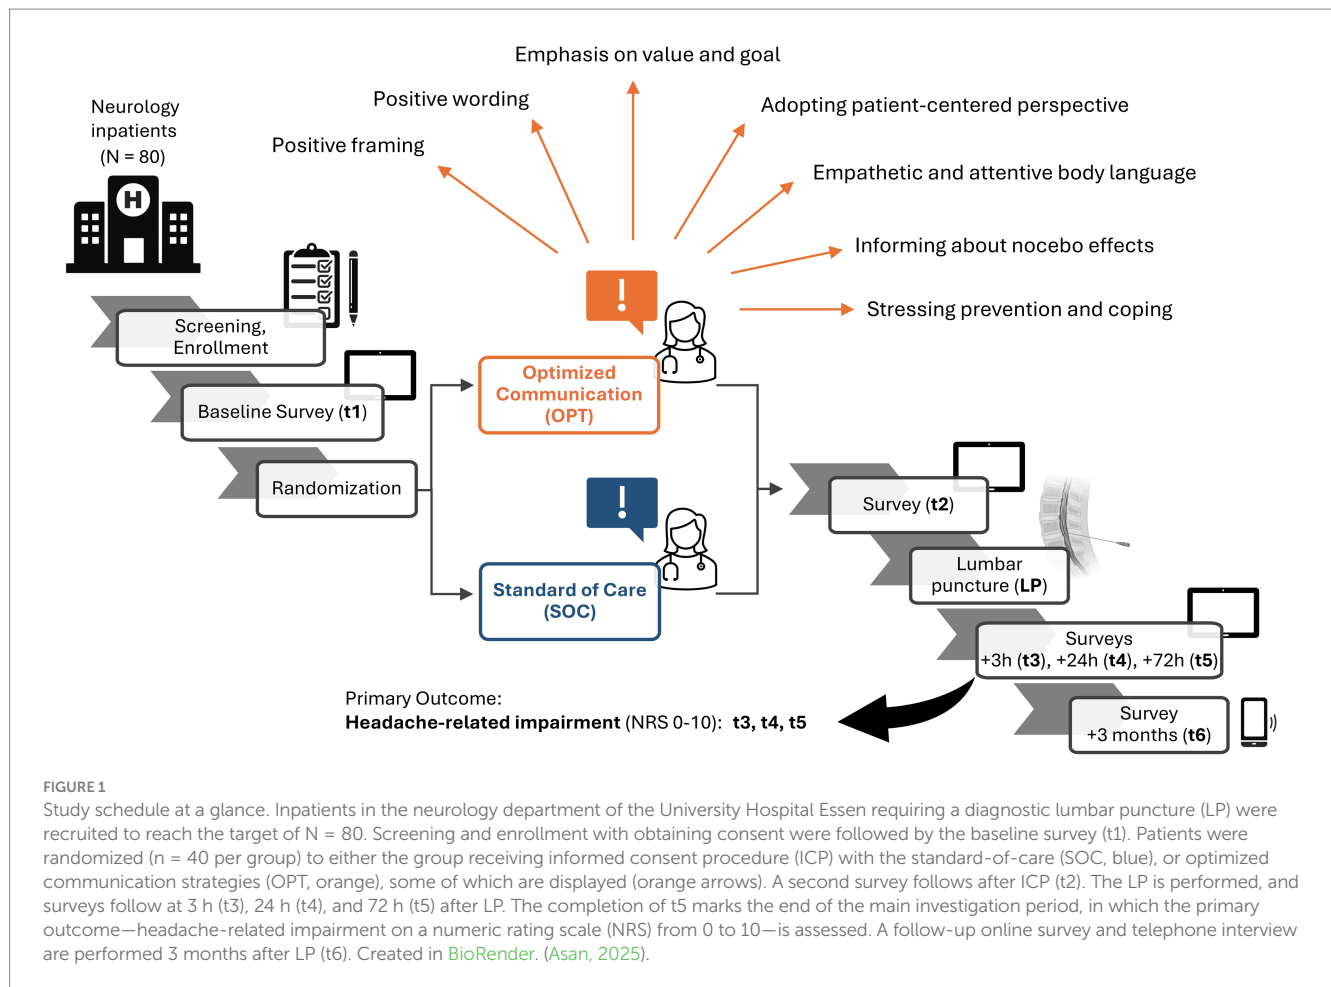 Emphasis on value and goal
Positive wording
Adopting patient-centered perspective
Positive framing
Empathetic and attentive body language
Informing about nocebo effects
Stressing prevention and coping
Neurology
inpatients
(N = 80)
H
Screening,
Enrollment
Baseline Survey (t1)
Randomization
!
Optimized
Communication
(OPT)
!
Standard of Care
(SOC)
Survey (t2)
Lumbar
puncture (LP)
Surveys
+3h (t3), +24h (t4), +72h (t5)
Survey
+3 months (t6)
Primary Outcome:
Headache-related impairment (NRS 0-10): t3, t4, t5
FIGURE 1
Study schedule at a glance. Inpatients in the neurology department of the University Hospital Essen requiring a diagnostic lumbar puncture (LP) were
recruited to reach the target of N = 80. Screening and enrollment with obtaining consent were followed by the baseline survey (t1). Patients were
randomized (n = 40 per group) to either the group receiving informed consent procedure (ICP) with the standard-of-care (SOC, blue), or optimized
communication strategies (OPT, orange), some of which are displayed (orange arrows). A second survey follows after ICP (t2). The LP is performed, and
surveys follow at 3 h (t3), 24 h (t4), and 72 h (t5) after LP. The completion of t5 marks the end of the main investigation period, in which the primary
outcome—headache-related impairment on a numeric rating scale (NRS) from 0 to 10—is assessed. A follow-up online survey and telephone interview
are performed 3 months after LP (t6). Created in BioRender. (Asan, 2025).